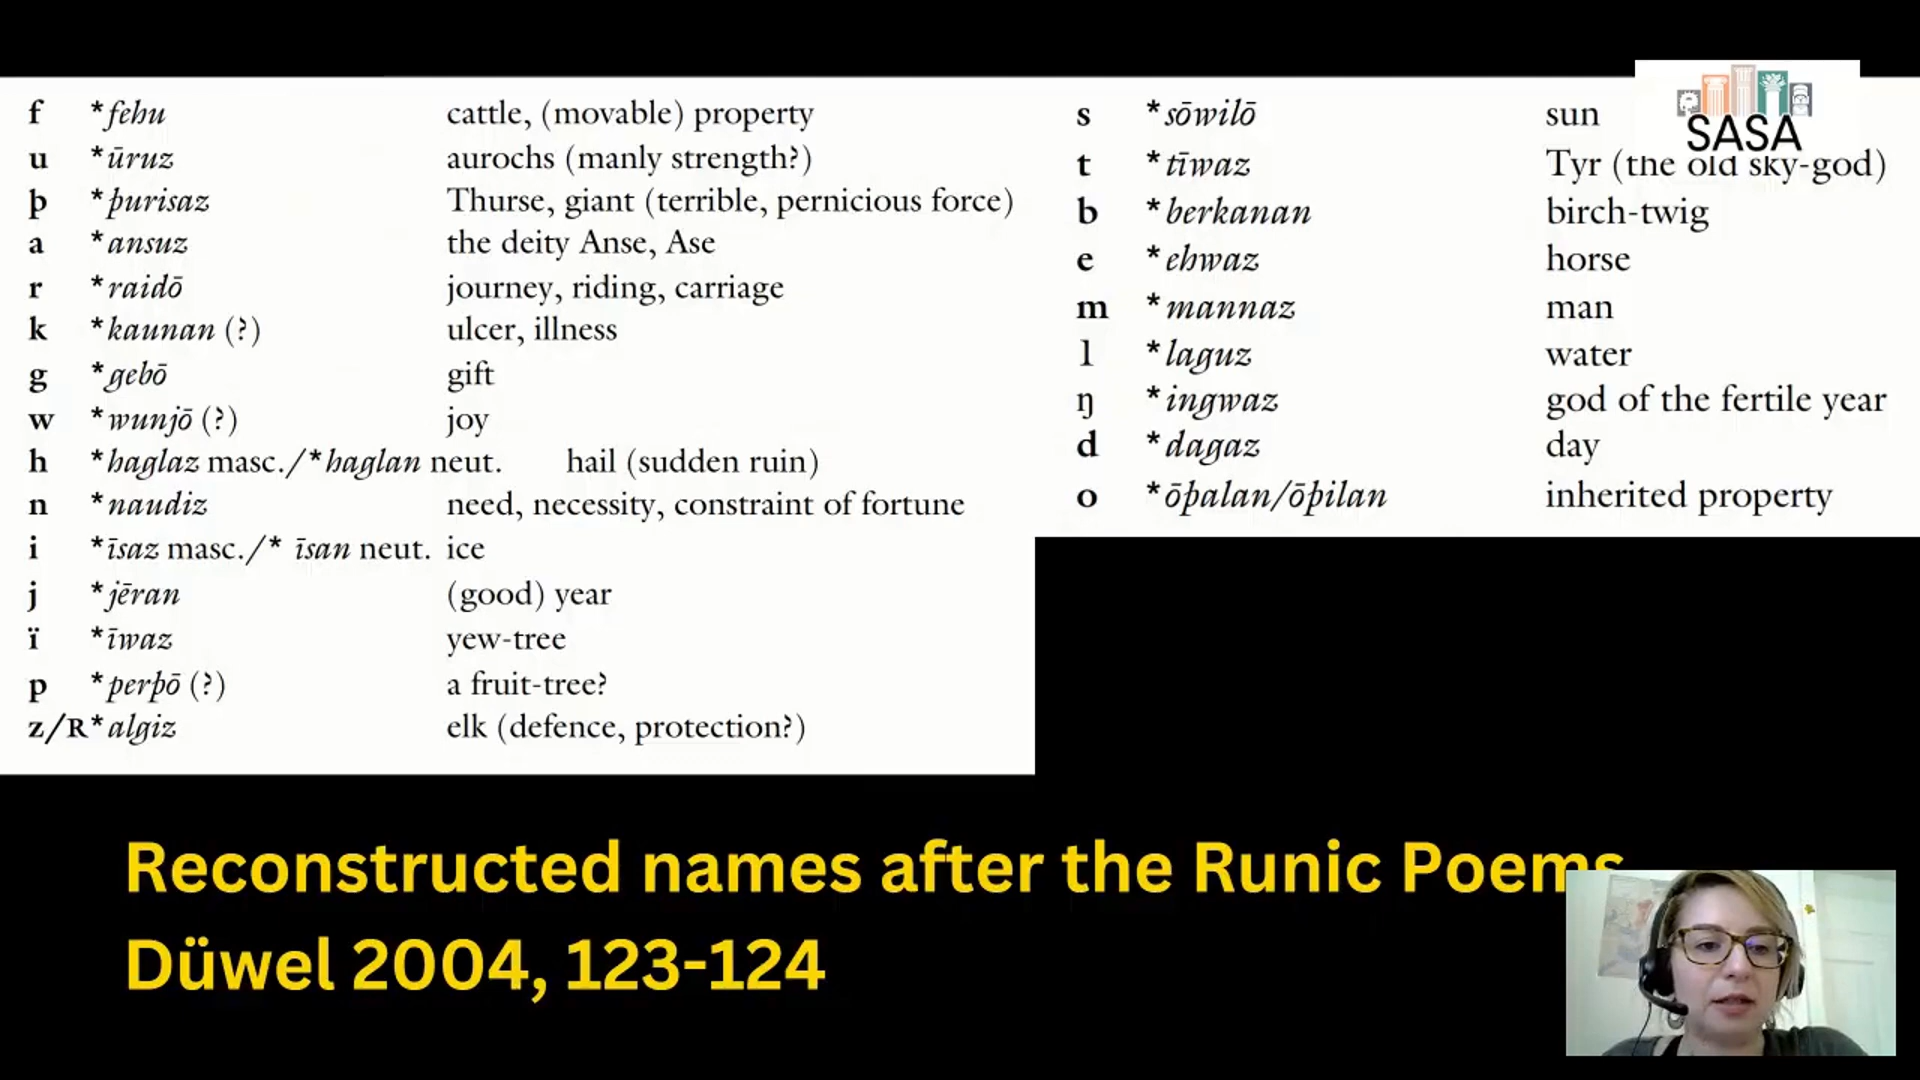 f *fehu cattle, (movable) property
u *ūruz aurochs (manly strength?)
þ *þurisaz Thurse, giant (terrible, pernicious force)
a *ansuz the deity Anse, Ase
r *raidō journey, riding, carriage
k *kaunan (?) ulcer, illness
g *gebō gift
w *wunjō (?) joy
h *haglaz masc./*haglan neut. hail (sudden ruin)
n *naudiz need, necessity, constraint of fortune
i *īsaz masc./* īsan neut. ice
j *jēran (good) year
ï *īwaz yew-tree
p *perþō (?) a fruit-tree?
z/R *algiz elk (defence, protection?)
s *sōwilō sun
t *tīwaz Tyr (the old sky-god)
b *berkanan birch-twig
e *ehwaz horse
m *mannaz man
l *laguz water
ŋ *ingwaz god of the fertile year
d *dagaz day
o *ōþalan/ōþilan inherited property
SASA
Reconstructed names after the Runic Poems
Düwel 2004, 123-124